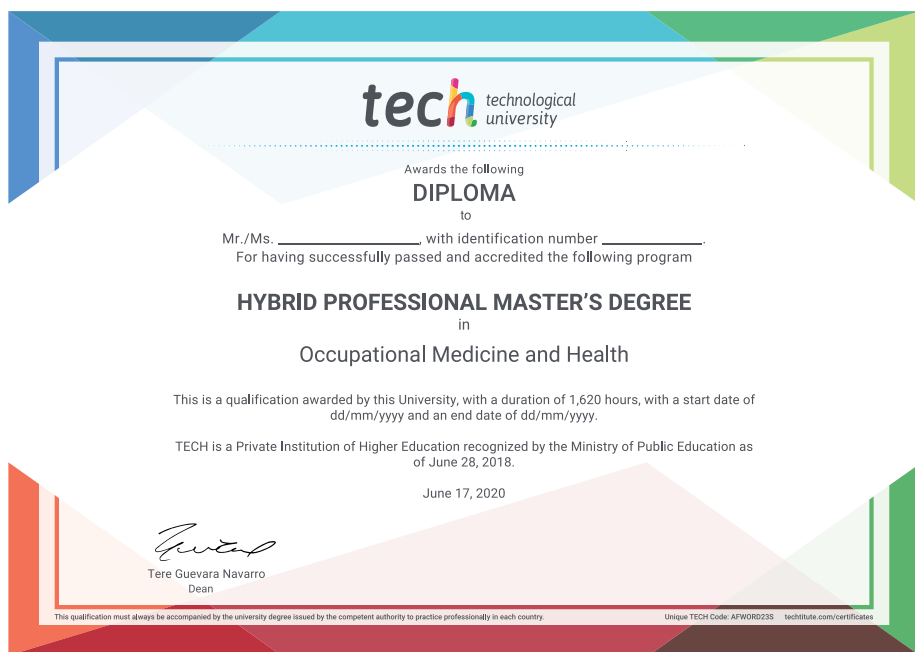 tech technological
university
Awards the following
DIPLOMA
to
Mr./Ms. ____________________, with identification number ______________.
For having successfully passed and accredited the following program
HYBRID PROFESSIONAL MASTER'S DEGREE
in
Occupational Medicine and Health
This is a qualification awarded by this University, with a duration of 1,620 hours, with a start date of
dd/mm/yyyy and an end date of dd/mm/yyyy.
TECH is a Private Institution of Higher Education recognized by the Ministry of Public Education as
of June 28, 2018.
June 17, 2020
Tere Guevara Navarro
Dean
This qualification must always be accompanied by the university degree issued by the competent authority to practice professionally in each country.
Unique TECH Code: AFWORD23S techtitute.com/certificates